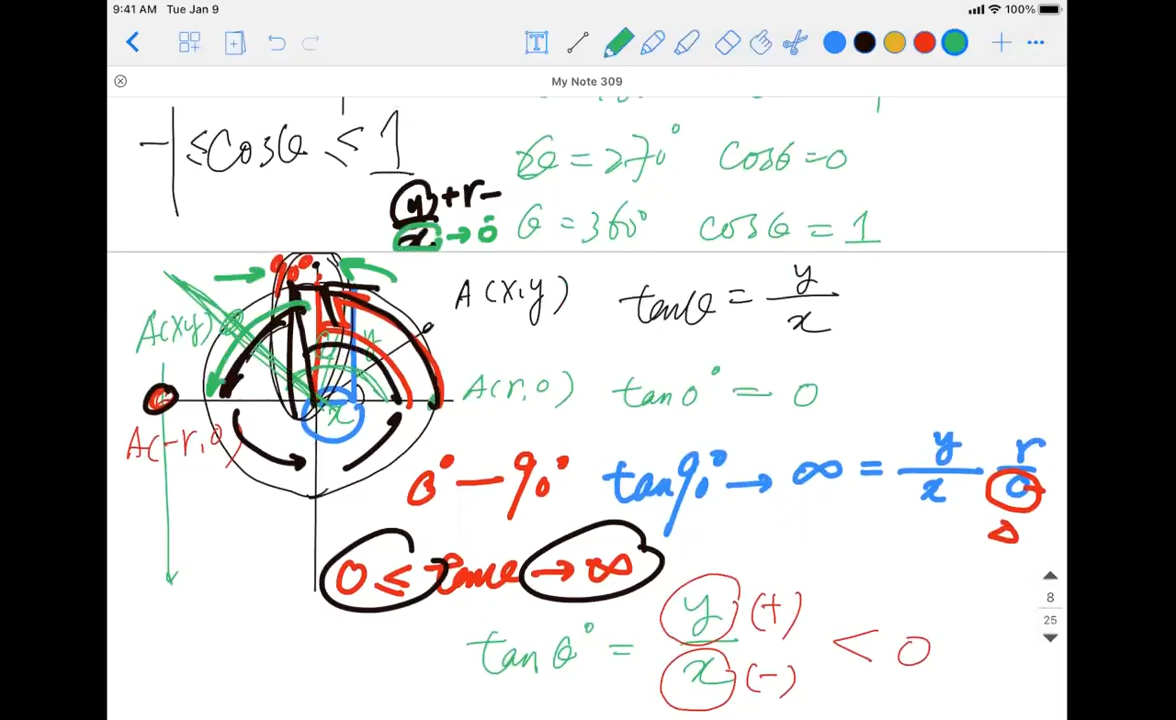 9:41 AM Tue Jan 9
100%
T
My Note 309
-1 ≤ cosθ ≤ 1
θ = 270° cosθ = 0
y + r -
x → 0
θ = 360° cosθ = 1
A(x,y) tanθ = y/x
A(x,y)
x
A(r,0) tan0° = 0
A(-r,0)
0° - 90° tan90° → ∞ = y/x r/0
0 ≤ tanθ → ∞
tanθ° = y (+) / x (-) < 0
8
25